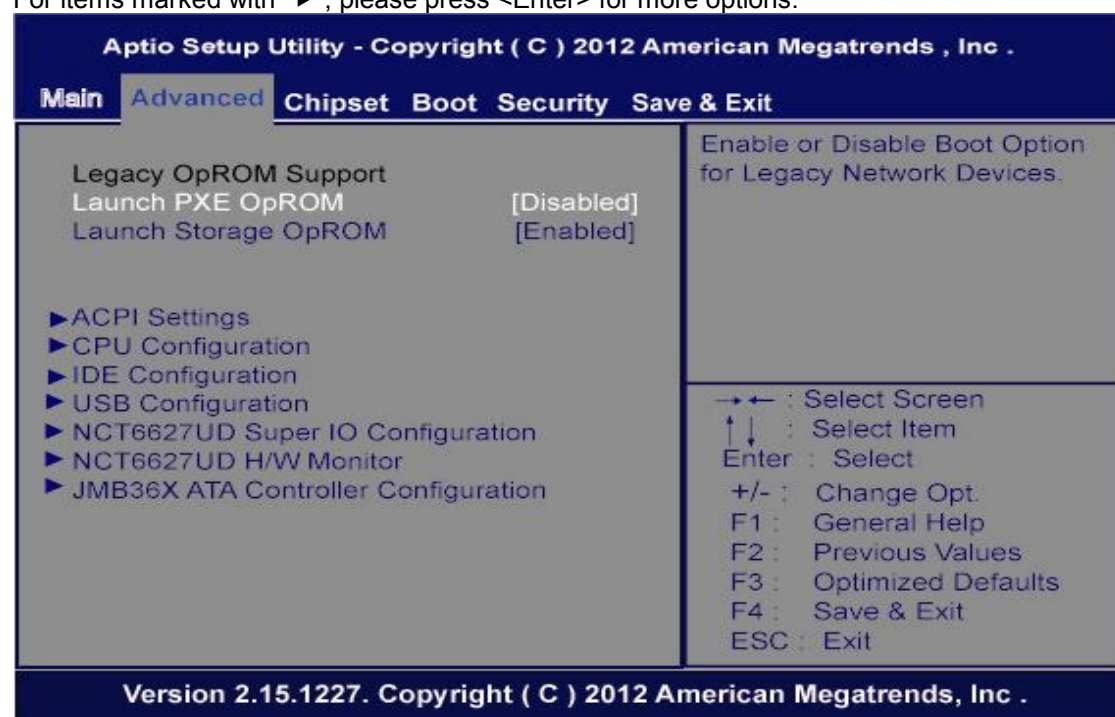 For items marked with "►", please press <Enter> for more options.
Aptio Setup Utility - Copyright ( C ) 2012 American Megatrends , Inc .
Main Advanced Chipset Boot Security Save & Exit
Legacy OpROM Support
Launch PXE OpROM [Disabled]
Launch Storage OpROM [Enabled]
►ACPI Settings
►CPU Configuration
►IDE Configuration
► USB Configuration
► NCT6627UD Super IO Configuration
► NCT6627UD H/W Monitor
► JMB36X ATA Controller Configuration
Enable or Disable Boot Option
for Legacy Network Devices.
→← : Select Screen
↑↓ : Select Item
Enter : Select
+/- : Change Opt.
F1 : General Help
F2 : Previous Values
F3 : Optimized Defaults
F4 : Save & Exit
ESC : Exit
Version 2.15.1227. Copyright ( C ) 2012 American Megatrends, Inc .